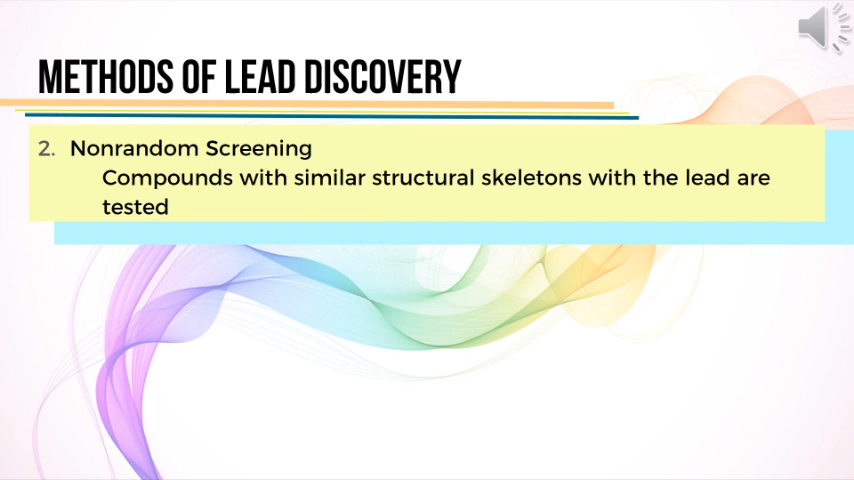 METHODS OF LEAD DISCOVERY
2. Nonrandom Screening
Compounds with similar structural skeletons with the lead are
tested